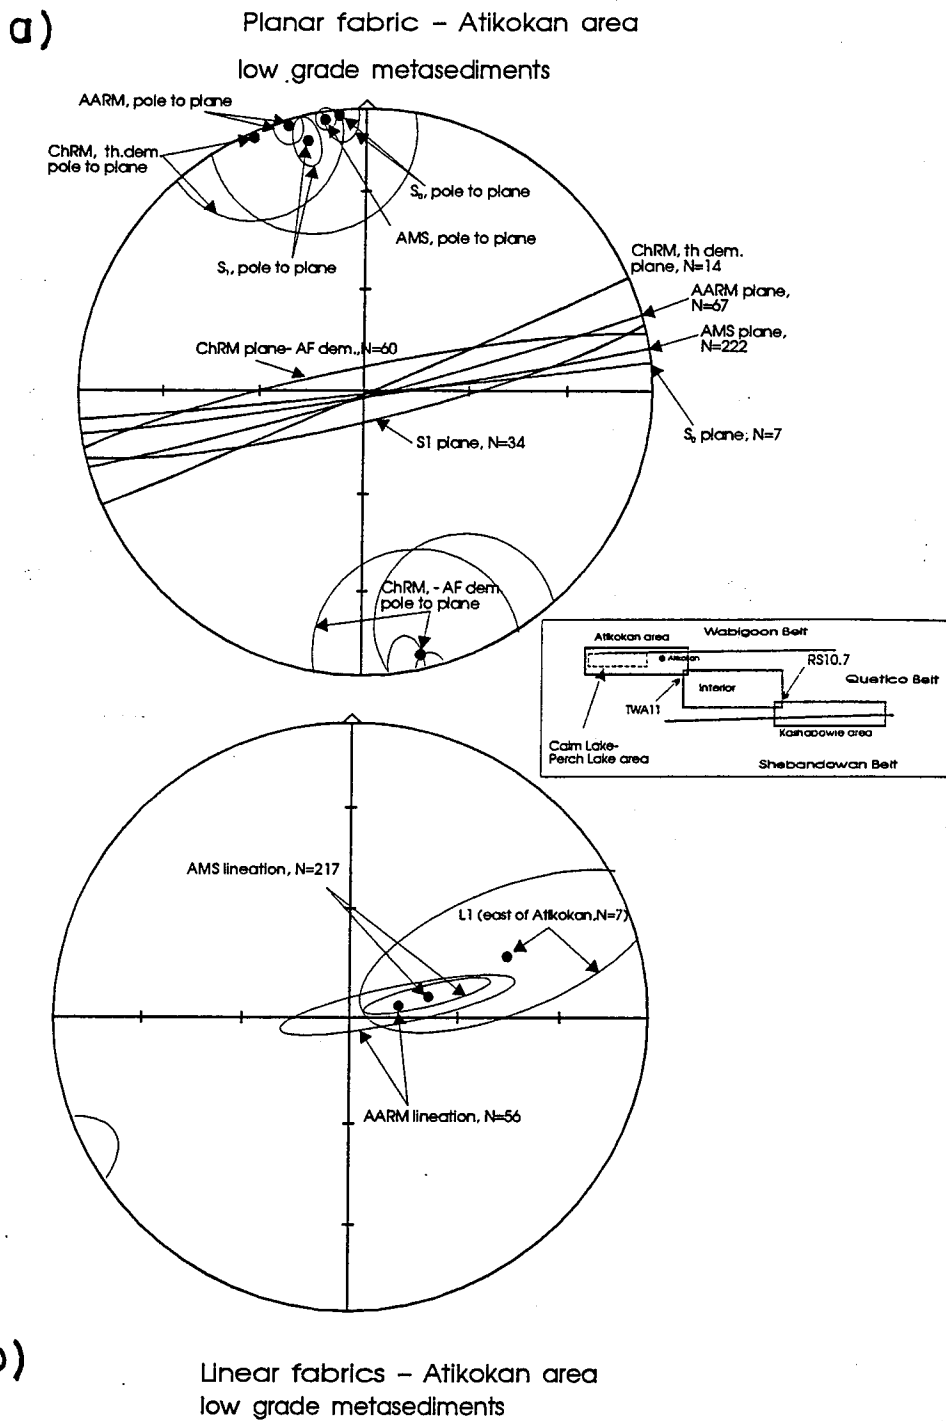 a)
Planar fabric – Atikokan area
low grade metasediments
AARM, pole to plane
ChRM, th.dem.
pole to plane
S₀, pole to plane
AMS, pole to plane
S₁, pole to plane
ChRM, th dem.
plane, N=14
AARM plane,
N=67
AMS plane,
N=222
ChRM plane- AF dem., N=60
S1 plane, N=34
S₀ plane; N=7
ChRM, - AF dem
pole to plane
Atikokan area
Wabigoon Belt
Atikokan
RS10.7
Quetico Belt
Interior
TWA11
Kashabowie area
Calm Lake-
Perch Lake area
Shebandowan Belt
AMS lineation, N=217
L1 (east of Atikokan,N=7)
AARM lineation, N=56
)
Linear fabrics – Atikokan area
low grade metasediments